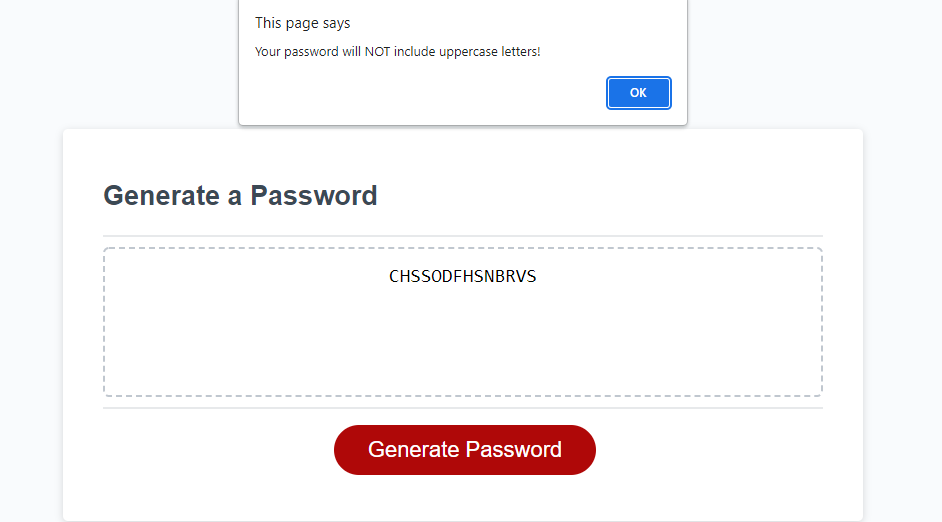 This page says
Your password will NOT include uppercase letters!
OK
Generate a Password
CHSSODFHSNBRVS
Generate Password